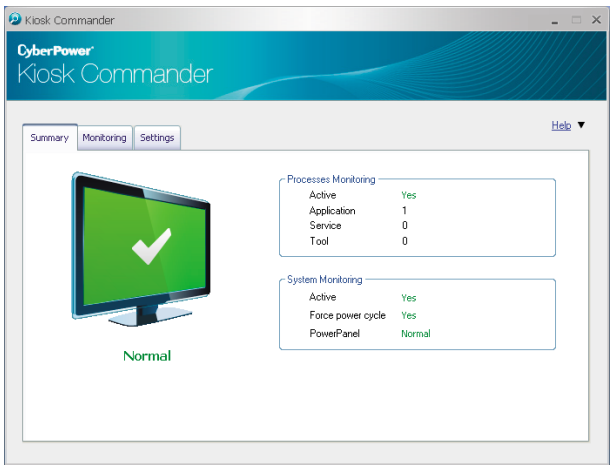 Kiosk Commander
CyberPower
Kiosk Commander
Help ▼
Summary Monitoring Settings
Processes Monitoring
Active Yes
Application 1
Service 0
Tool 0
System Monitoring
Active Yes
Force power cycle Yes
PowerPanel Normal
Normal